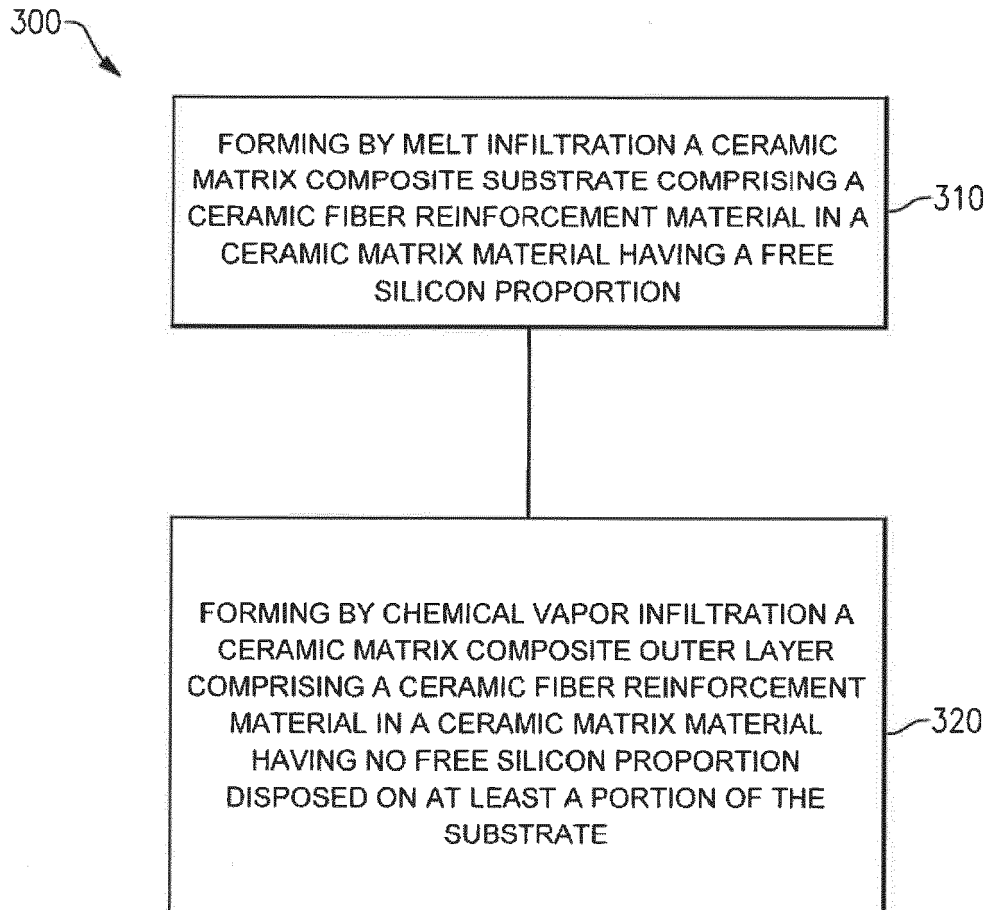 300
FORMING BY MELT INFILTRATION A CERAMIC
MATRIX COMPOSITE SUBSTRATE COMPRISING A
CERAMIC FIBER REINFORCEMENT MATERIAL IN A
CERAMIC MATRIX MATERIAL HAVING A FREE
SILICON PROPORTION
310
FORMING BY CHEMICAL VAPOR INFILTRATION A
CERAMIC MATRIX COMPOSITE OUTER LAYER
COMPRISING A CERAMIC FIBER REINFORCEMENT
MATERIAL IN A CERAMIC MATRIX MATERIAL
HAVING NO FREE SILICON PROPORTION
DISPOSED ON AT LEAST A PORTION OF THE
SUBSTRATE
320